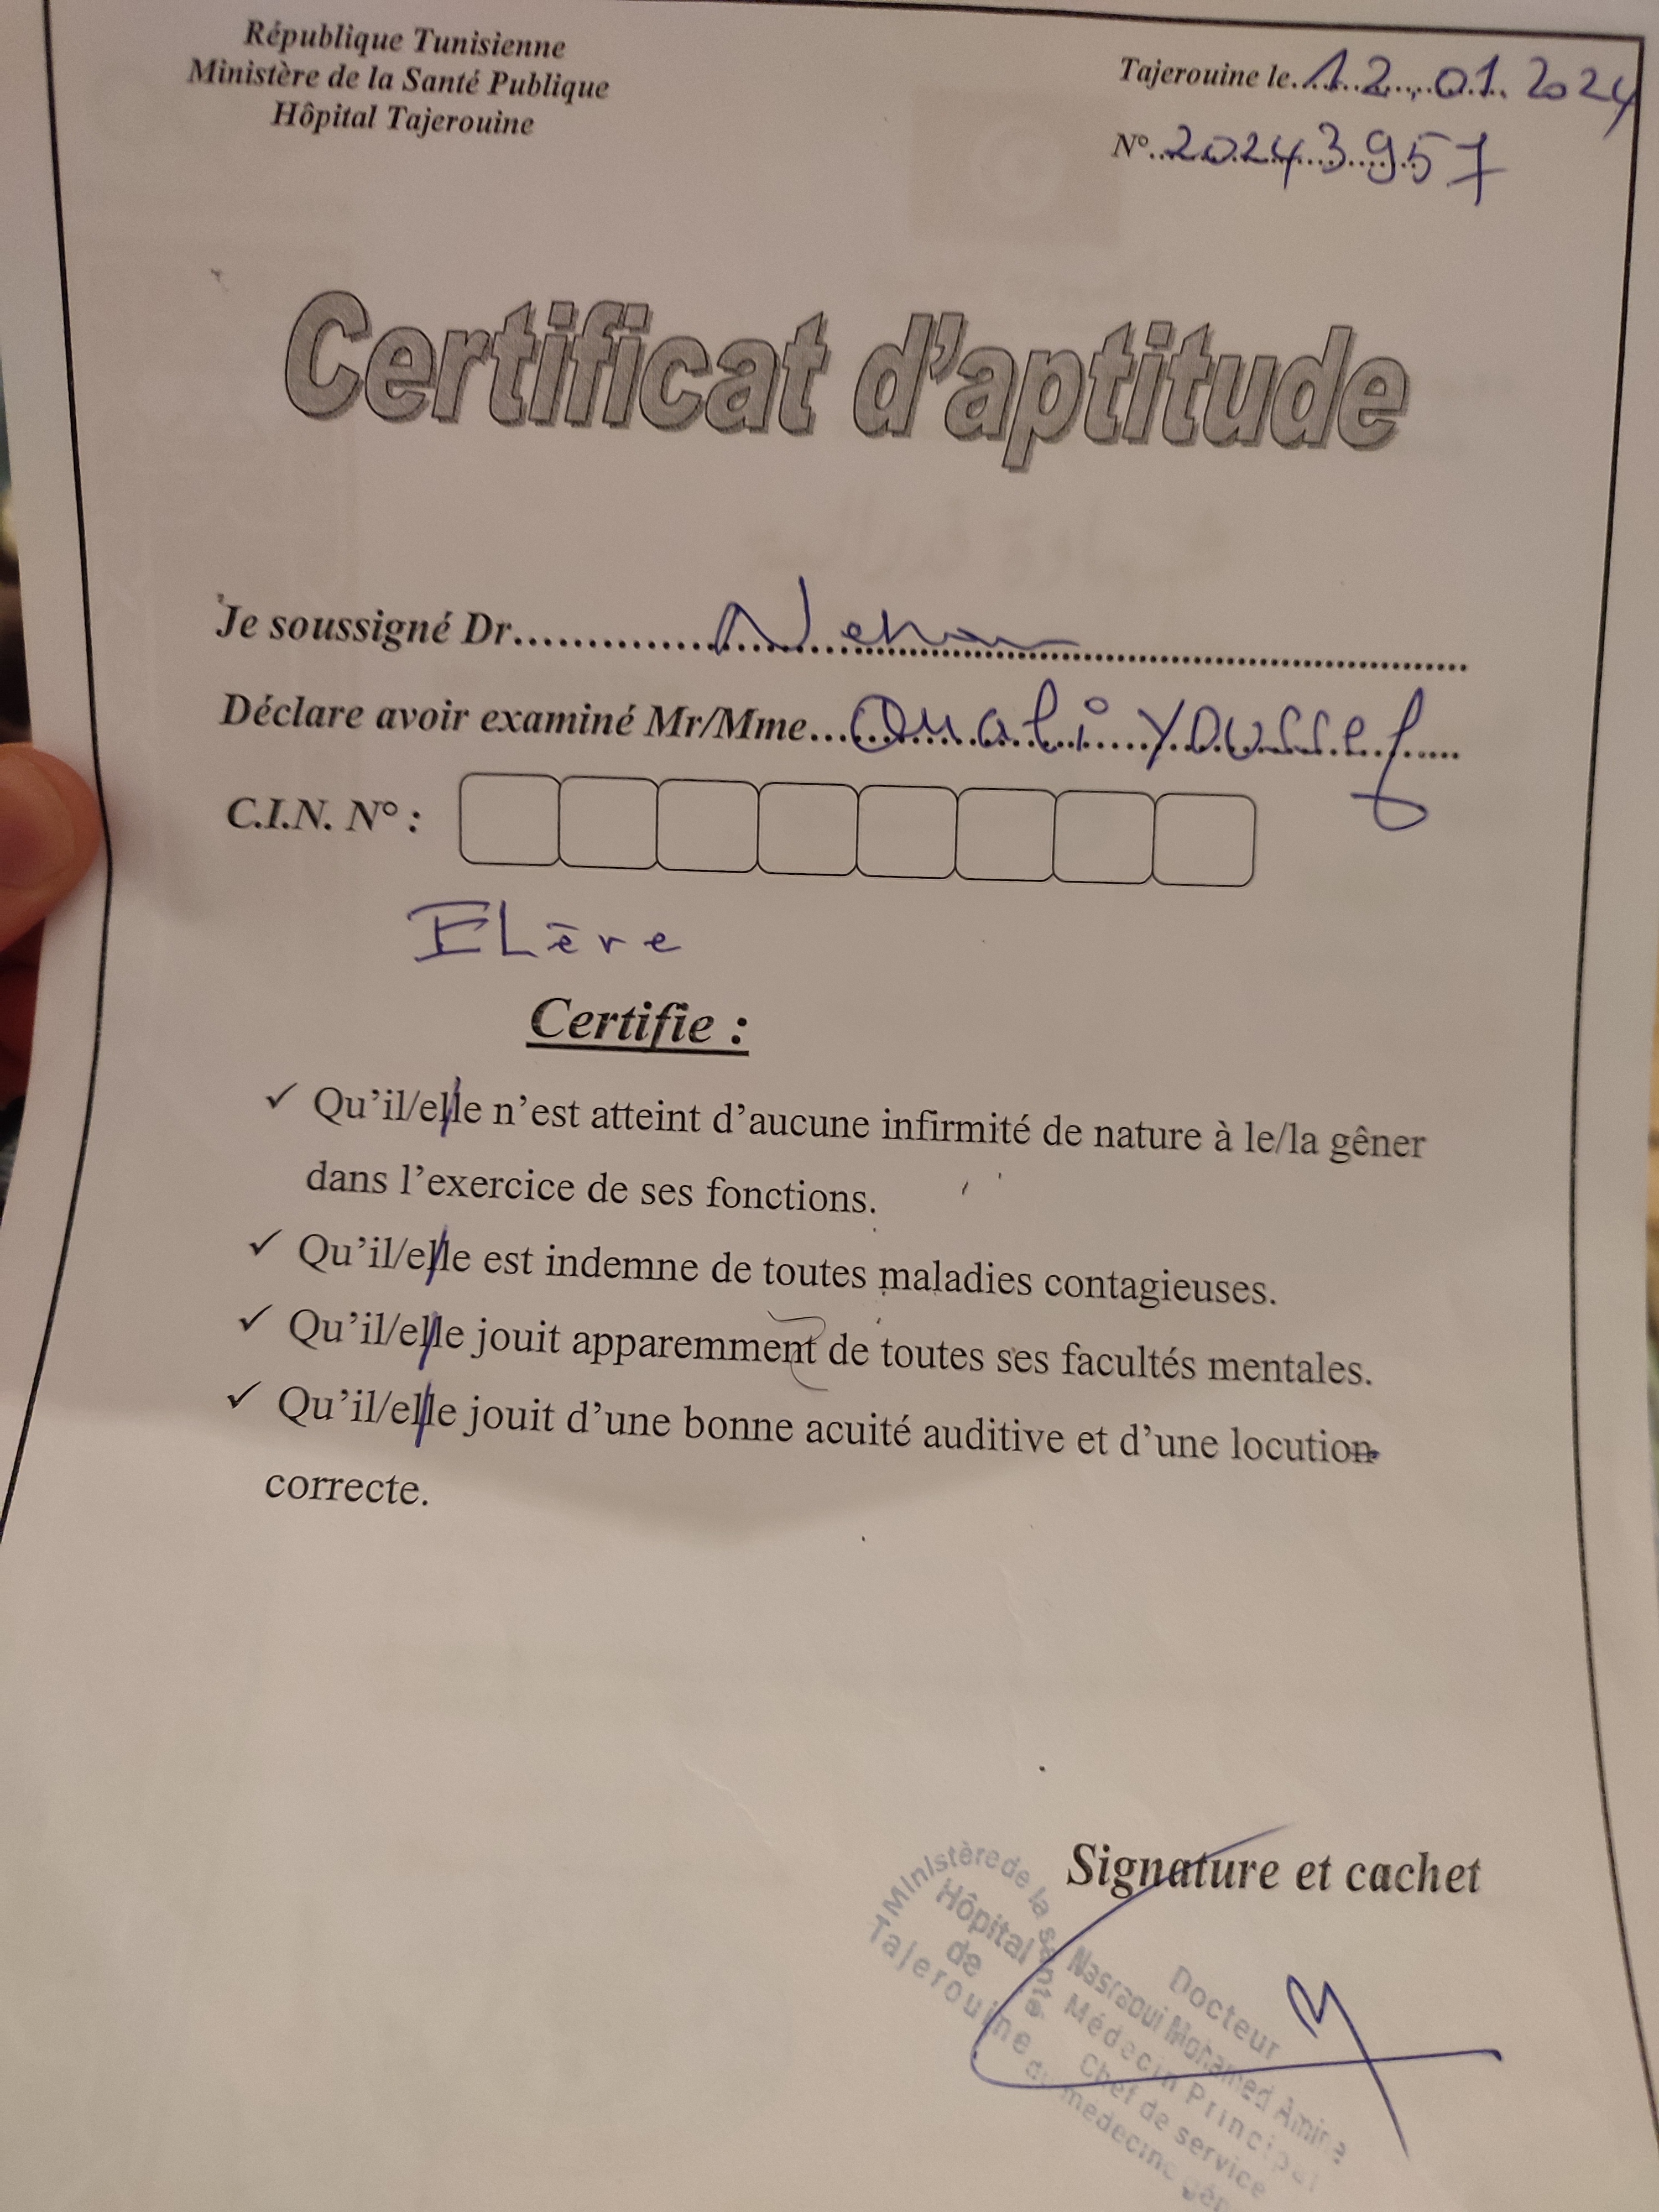 République Tunisienne
Ministère de la Santé Publique
Hôpital Tajerouine
Tajerouine le 12.01.2024
N° 20243957
Certificat d'aptitude
Je soussigné Dr
Déclare avoir examiné Mr/Mme Ouali Youssef
C.I.N. N° :
ELève
Certifie :
✓ Qu'il/elle n'est atteint d'aucune infirmité de nature à le/la gêner
dans l'exercice de ses fonctions.
✓ Qu'il/elle est indemne de toutes maladies contagieuses.
✓ Qu'il/elle jouit apparemment de toutes ses facultés mentales.
✓ Qu'il/elle jouit d'une bonne acuité auditive et d'une locution
correcte.
Signature et cachet
Ministère de la Santé
Hôpital
de
Tajerouine
Docteur
Nasraoui Mohamed Amine
Médecin Principal
Chef de service
medecine